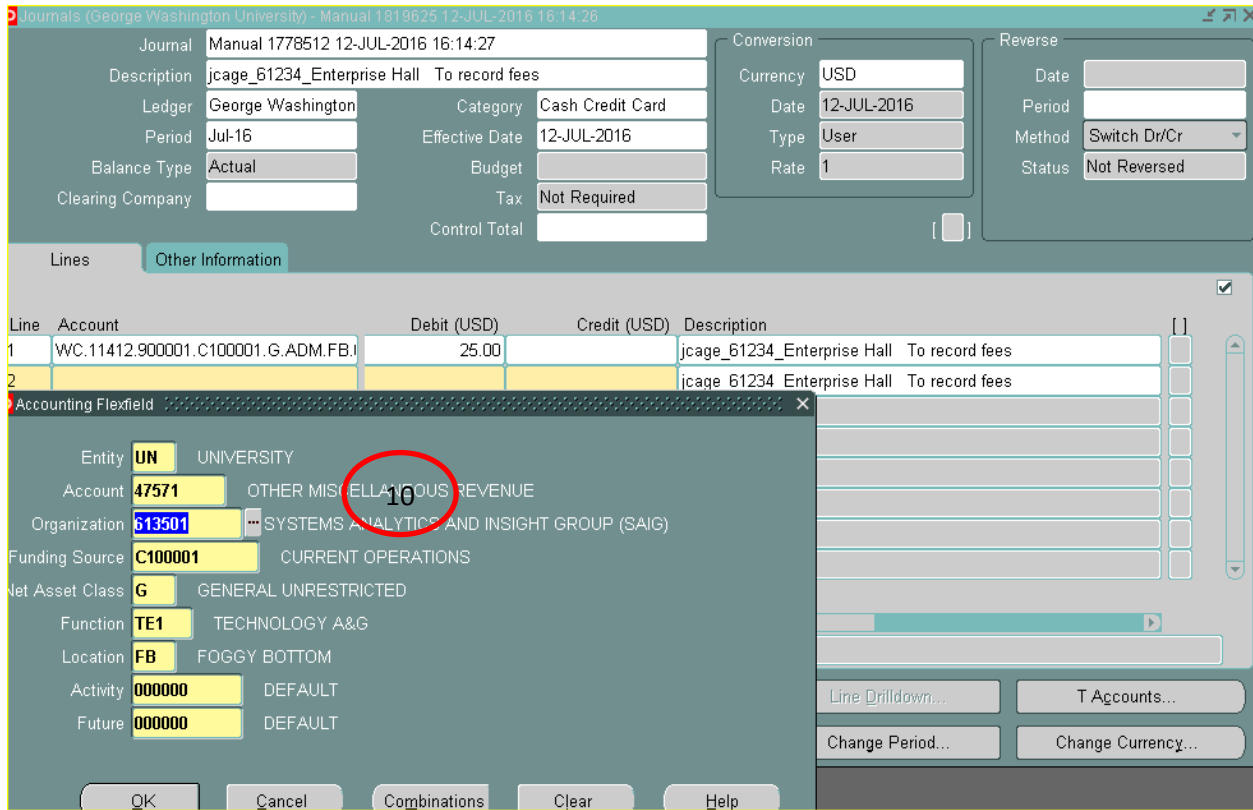 Journals (George Washington University) - Manual 1819625 12-JUL-2016 16:14:26
Journal Manual 1778512 12-JUL-2016 16:14:27
Description jcage_61234_Enterprise Hall To record fees
Ledger George Washington Category Cash Credit Card
Period Jul-16 Effective Date 12-JUL-2016
Balance Type Actual Budget
Clearing Company Tax Not Required
Control Total
Conversion
Currency USD
Date 12-JUL-2016
Type User
Rate 1
[ ]
Reverse
Date
Period
Method Switch Dr/Cr
Status Not Reversed
Lines Other Information
Line Account Debit (USD) Credit (USD) Description [ ]
1 WC.11412.900001.C100001.G.ADM.FB. 25.00 jcage_61234_Enterprise Hall To record fees
2 jcage_61234_Enterprise Hall To record fees
Accounting Flexfield
Entity UN UNIVERSITY
Account 47571 OTHER MISCELLANEOUS REVENUE
10
Organization 613501 ... SYSTEMS ANALYTICS AND INSIGHT GROUP (SAIG)
Funding Source C100001 CURRENT OPERATIONS
Net Asset Class G GENERAL UNRESTRICTED
Function TE1 TECHNOLOGY A&G
Location FB FOGGY BOTTOM
Activity 000000 DEFAULT
Future 000000 DEFAULT
OK Cancel Combinations Clear Help
Line Drilldown... T Accounts...
Change Period... Change Currency...